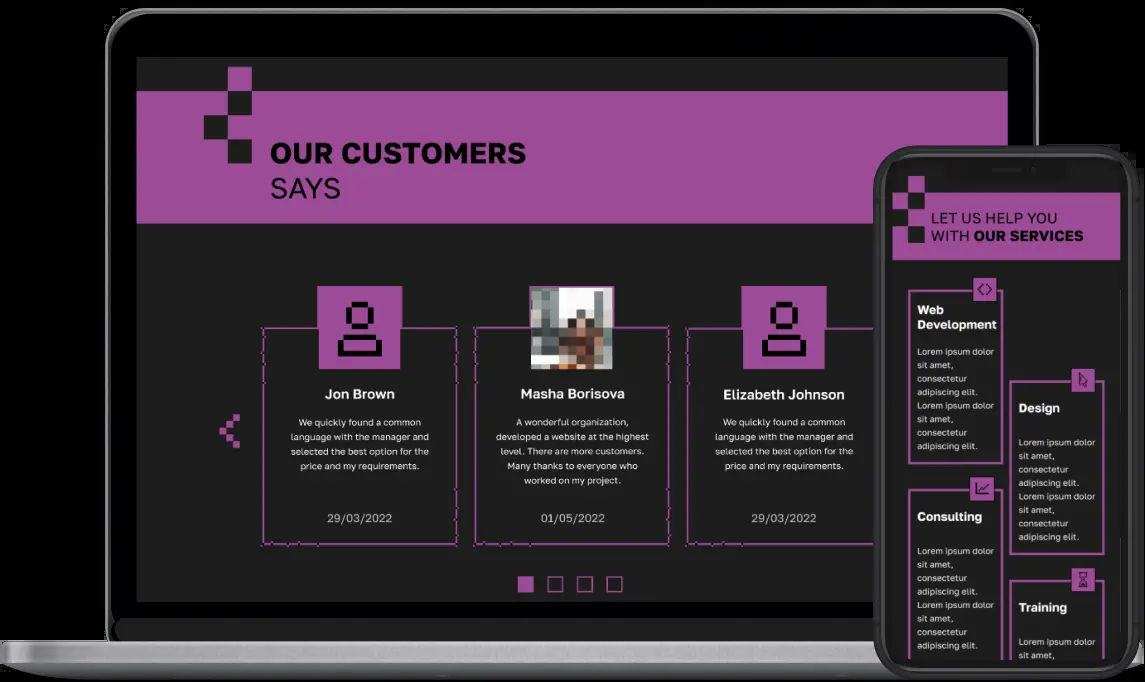 OUR CUSTOMERS
SAYS
Jon Brown
We quickly found a common
language with the manager and
selected the best option for the
price and my requirements.
29/03/2022
Masha Borisova
A wonderful organization,
developed a website at the highest
level. There are more customers.
Many thanks to everyone who
worked on my project.
01/05/2022
Elizabeth Johnson
We quickly found a common
language with the manager and
selected the best option for the
price and my requirements.
29/03/2022
LET US HELP YOU
WITH OUR SERVICES
Web
Development
Lorem ipsum dolor
sit amet,
consectetur
adipiscing elit.
Lorem ipsum dolor
sit amet,
consectetur
adipiscing elit.
Design
Lorem ipsum dolor
sit amet,
consectetur
adipiscing elit.
Lorem ipsum dolor
sit amet,
consectetur
adipiscing elit.
Consulting
Lorem ipsum dolor
sit amet,
consectetur
adipiscing elit.
Lorem ipsum dolor
sit amet,
consectetur
adipiscing elit.
Training
Lorem ipsum dolor
sit amet,